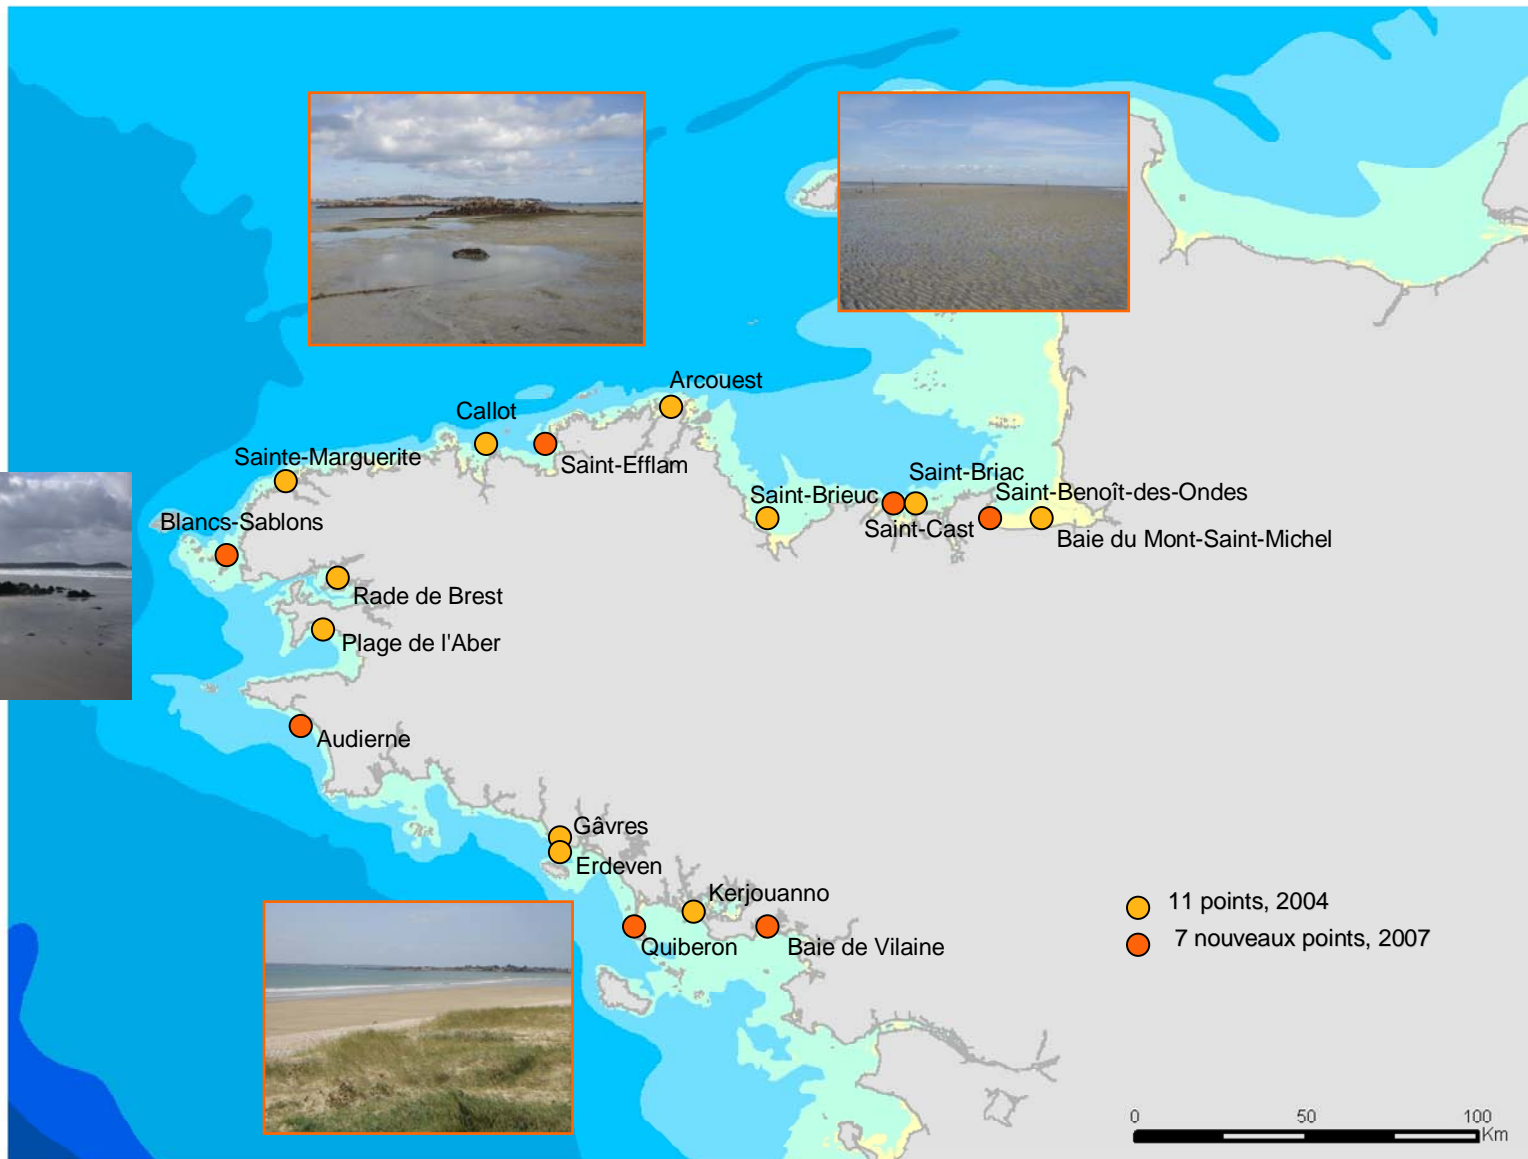 Arcouest
Callot
Sainte-Marguerite
Saint-Efflam
Saint-Briac
Saint-Brieuc
Saint-Benoît-des-Ondes
Saint-Cast
Blancs-Sablons
Baie du Mont-Saint-Michel
Rade de Brest
Plage de l'Aber
Audierne
Gâvres
Erdeven
Kerjouanno
Quiberon
Baie de Vilaine
11 points, 2004
7 nouveaux points, 2007
0 50 100
Km